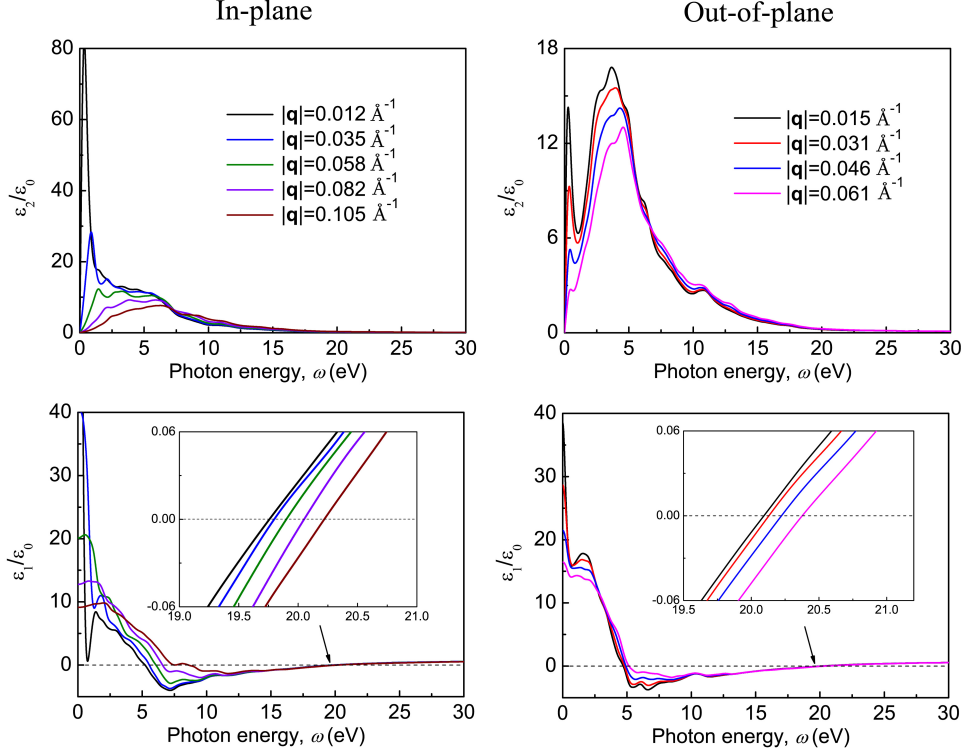 In-plane
Out-of-plane
80
60
40
20
0
ε2/ε0
|q|=0.012 Å-1
|q|=0.035 Å-1
|q|=0.058 Å-1
|q|=0.082 Å-1
|q|=0.105 Å-1
0 5 10 15 20 25 30
Photon energy, ω (eV)
18
12
6
0
ε2/ε0
|q|=0.015 Å-1
|q|=0.031 Å-1
|q|=0.046 Å-1
|q|=0.061 Å-1
0 5 10 15 20 25 30
Photon energy, ω (eV)
40
30
20
10
0
ε1/ε0
0.06
0.00
-0.06
19.0 19.5 20.0 20.5 21.0
0 5 10 15 20 25 30
Photon energy, ω (eV)
40
30
20
10
0
ε1/ε0
0.06
0.00
-0.06
19.5 20.0 20.5 21.0
0 5 10 15 20 25 30
Photon energy, ω (eV)